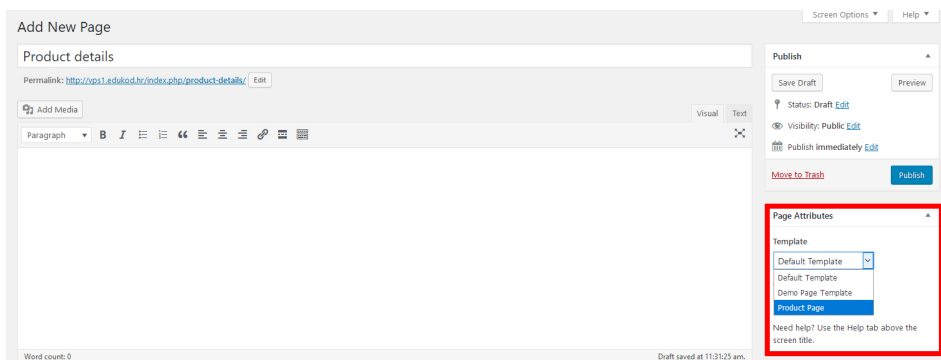 Screen Options ▼ Help ▼
Add New Page
Product details
Permalink: http://vps1.edukod.hr/index.php/product-details/ Edit
Add Media
Visual Text
Paragraph
Word count: 0
Draft saved at 11:31:25 am.
Publish
Save Draft Preview
Status: Draft Edit
Visibility: Public Edit
Publish immediately Edit
Move to Trash Publish
Page Attributes
Template
Default Template
Default Template
Demo Page Template
Product Page
Need help? Use the Help tab above the
screen title.